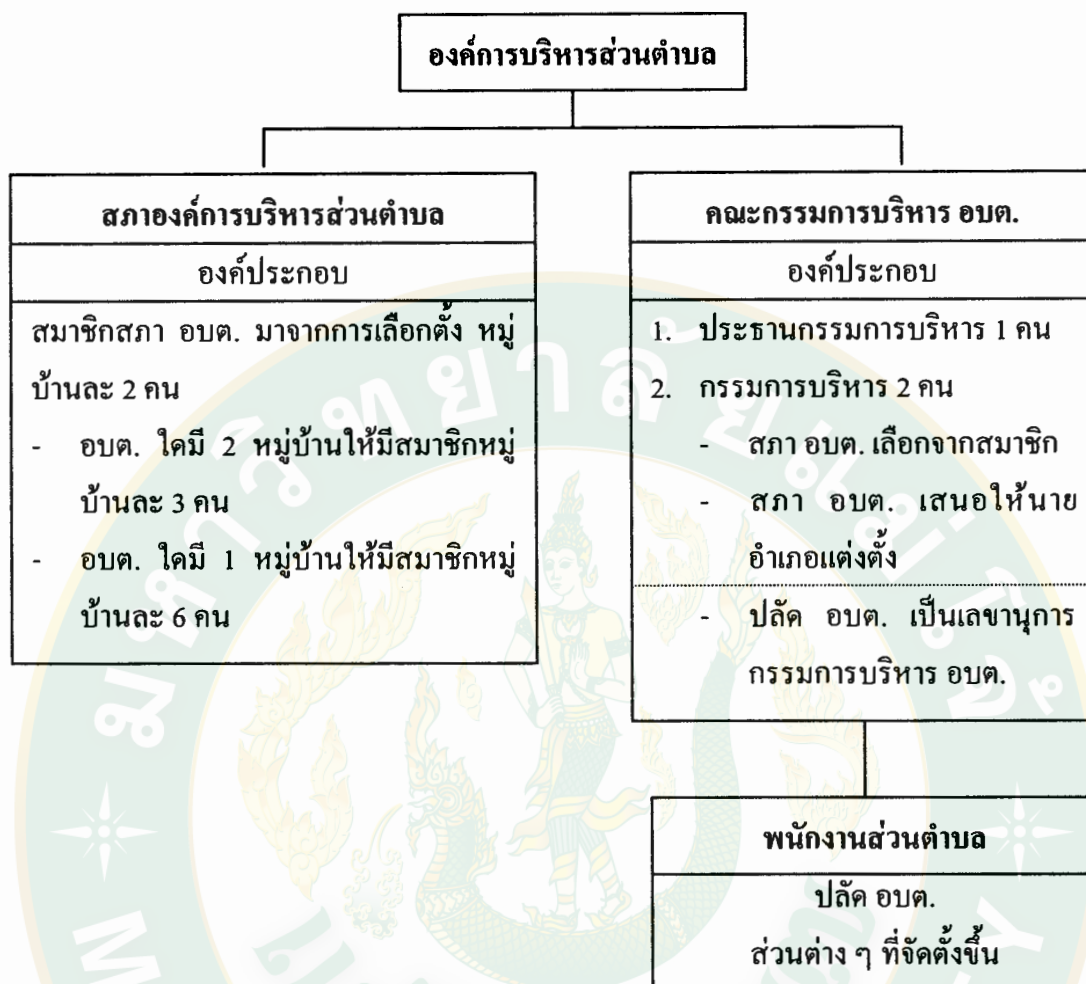 องค์การบริหารส่วนตำบล
สภาองค์การบริหารส่วนตำบล
องค์ประกอบ
สมาชิกสภา อบต. มาจากการเลือกตั้ง หมู่
บ้านละ 2 คน
- อบต. ใดมี 2 หมู่บ้านให้มีสมาชิกหมู่
บ้านละ 3 คน
- อบต. ใดมี 1 หมู่บ้านให้มีสมาชิกหมู่
บ้านละ 6 คน
คณะกรรมการบริหาร อบต.
องค์ประกอบ
1. ประธานกรรมการบริหาร 1 คน
2. กรรมการบริหาร 2 คน
- สภา อบต. เลือกจากสมาชิก
- สภา อบต. เสนอให้นาย
อำเภอแต่งตั้ง
- ปลัด อบต. เป็นเลขานุการ
กรรมการบริหาร อบต.
พนักงานส่วนตำบล
ปลัด อบต.
ส่วนต่าง ๆ ที่จัดตั้งขึ้น
มหาวิทยาลัยแม่โจ้